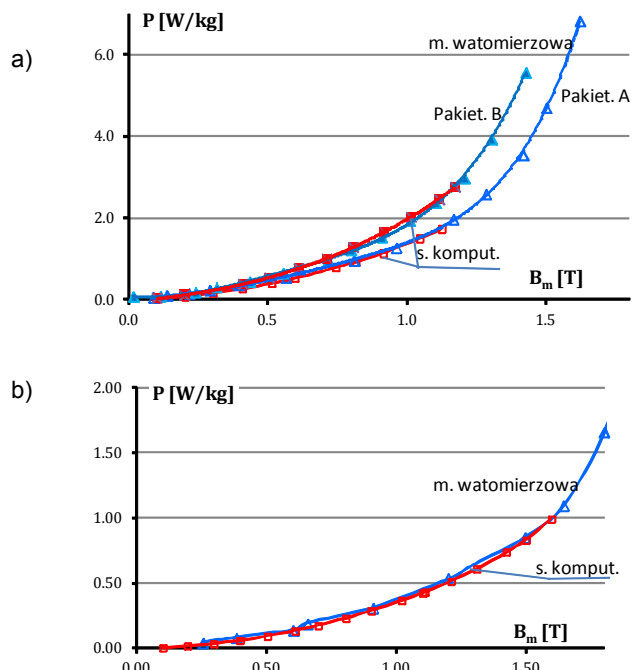 P [W/kg]
a)
m. watomierzowa
6.0
Pakiet. B
Pakiet. A
4.0
2.0
s. komput.
B_m [T]
0.0
0.0 0.5 1.0 1.5
b)
2.00
P [W/kg]
1.50
m. watomierzowa
1.00
s. komput.
0.50
B_m [T]
0.00
0.00 0.50 1.00 1.50